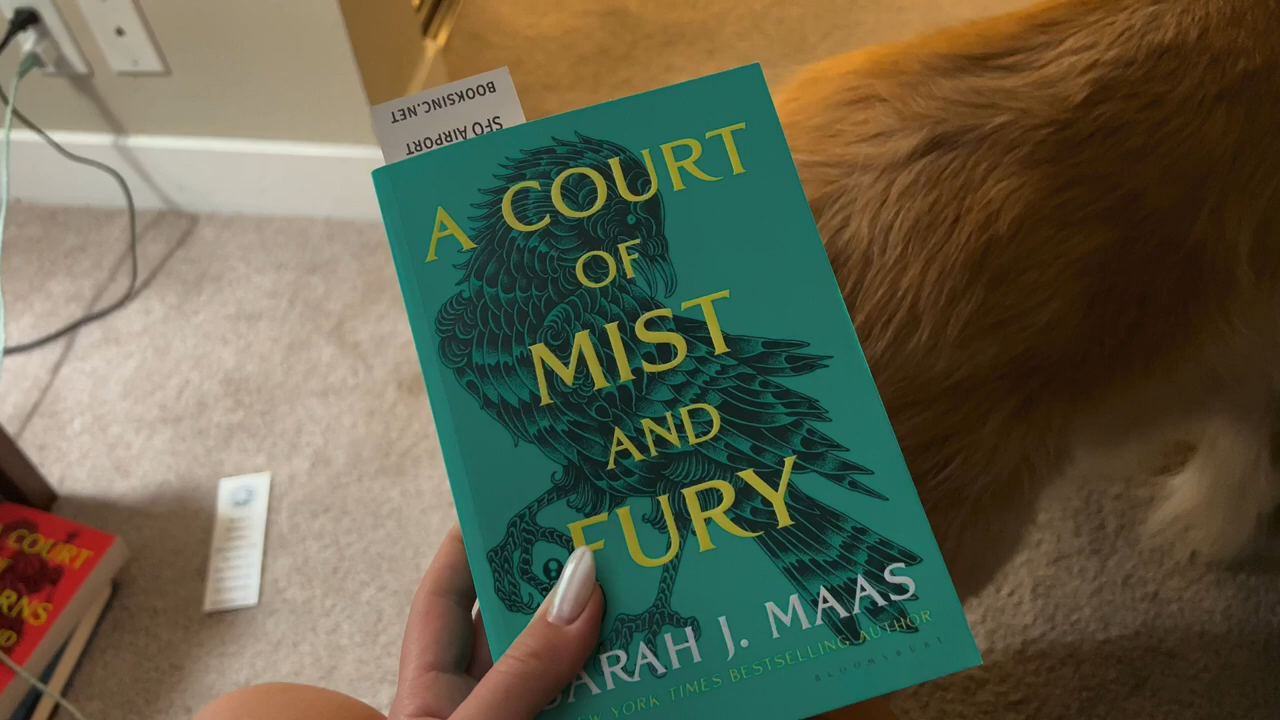 BOOKSINC.NET
SFO AIRPORT
A COURT
OF
MIST
AND
FURY
SARAH J. MAAS
NEW YORK TIMES BESTSELLING AUTHOR
BLOOMSBURY
COURT